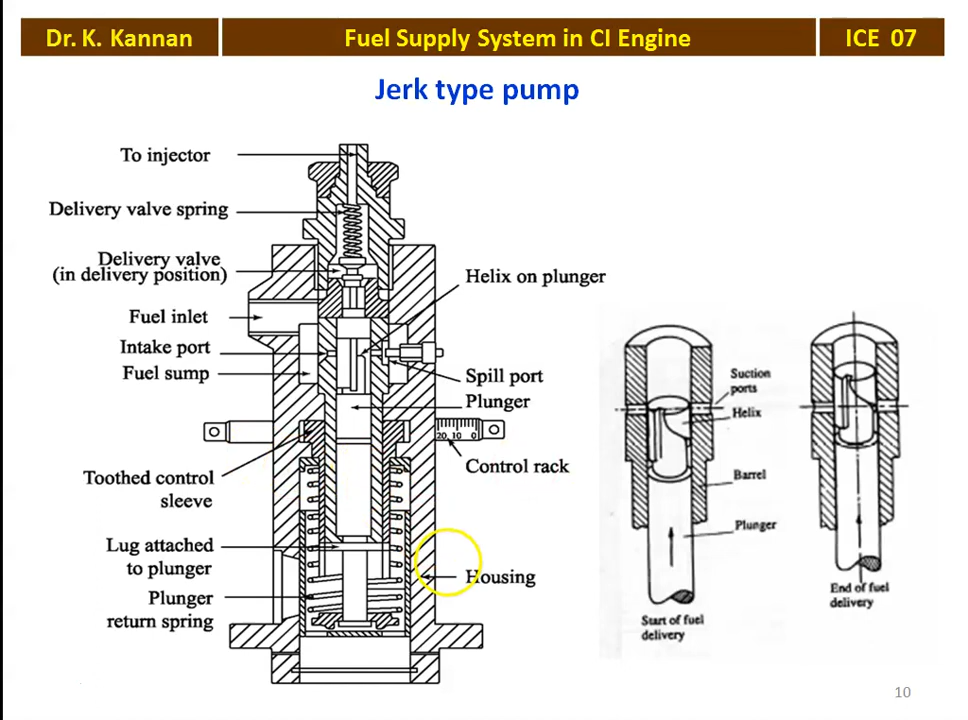 Dr. K. Kannan
Fuel Supply System in CI Engine
ICE 07
Jerk type pump
To injector
Delivery valve spring
Delivery valve
(in delivery position)
Fuel inlet
Intake port
Fuel sump
Toothed control
sleeve
Lug attached
to plunger
Plunger
return spring
Helix on plunger
Spill port
Plunger
20 10 0
Control rack
Housing
Suction
ports
Helix
Barrel
Plunger
Start of fuel
delivery
End of fuel
delivery
10